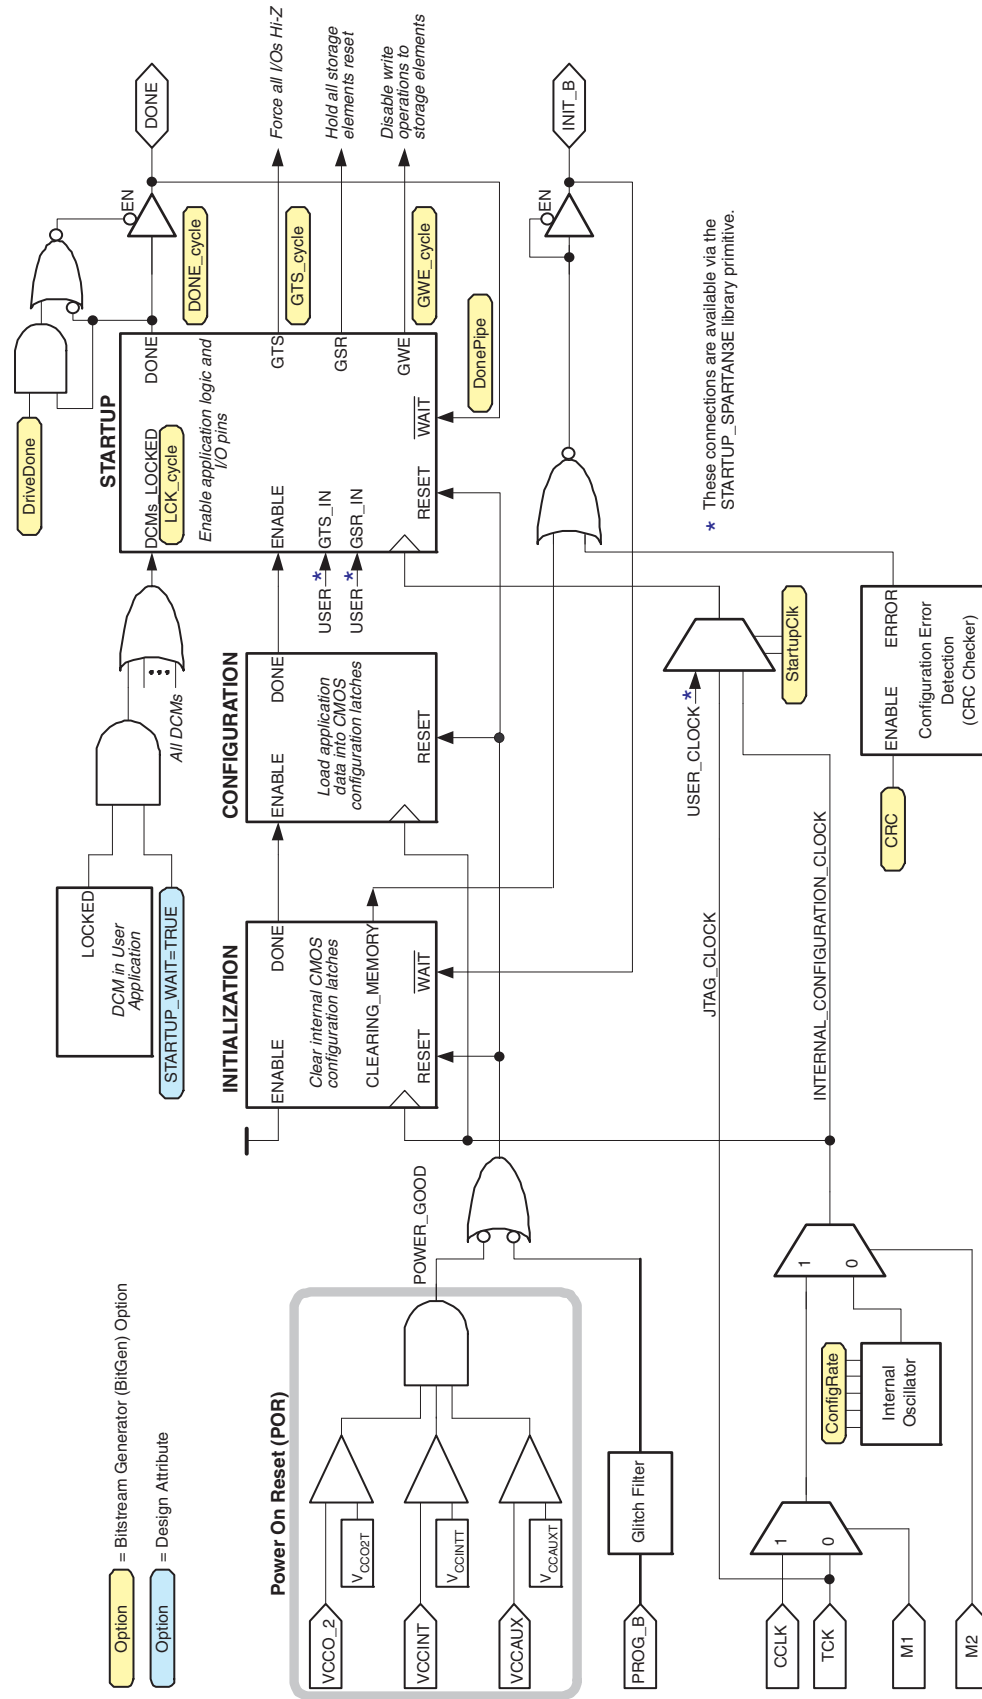 Option
= Bitstream Generator (BitGen) Option
Option
= Design Attribute
Power On Reset (POR)
VCCO_2
VCCO2T
VCCINT
VCCINTT
VCCAUX
VCCAUXT
POWER_GOOD
PROG_B
Glitch Filter
CCLK
TCK
M1
M2
1
0
ConfigRate
Internal
Oscillator
1
0
INTERNAL_CONFIGURATION_CLOCK
JTAG_CLOCK
LOCKED
DCM in User
Application
STARTUP_WAIT=TRUE
All DCMs
INITIALIZATION
ENABLE
DONE
Clear internal CMOS
configuration latches
CLEARING_MEMORY
RESET
WAIT
CONFIGURATION
ENABLE
DONE
Load application
data into CMOS
configuration latches
RESET
STARTUP
DCMs_LOCKED
LCK_cycle
DONE
Enable application logic and
I/O pins
ENABLE
GTS
USER * GTS_IN
USER * GSR_IN
GSR
GWE
RESET
WAIT
DriveDone
EN
DONE
DONE_cycle
GTS_cycle
GWE_cycle
DonePipe
Force all I/Os Hi-Z
Hold all storage
elements reset
Disable write
operations to
storage elements
EN
INIT_B
USER_CLOCK *
StartupClk
* These connections are available via the
STARTUP_SPARTAN3E library primitive.
CRC
ENABLE
ERROR
Configuration Error
Detection
(CRC Checker)